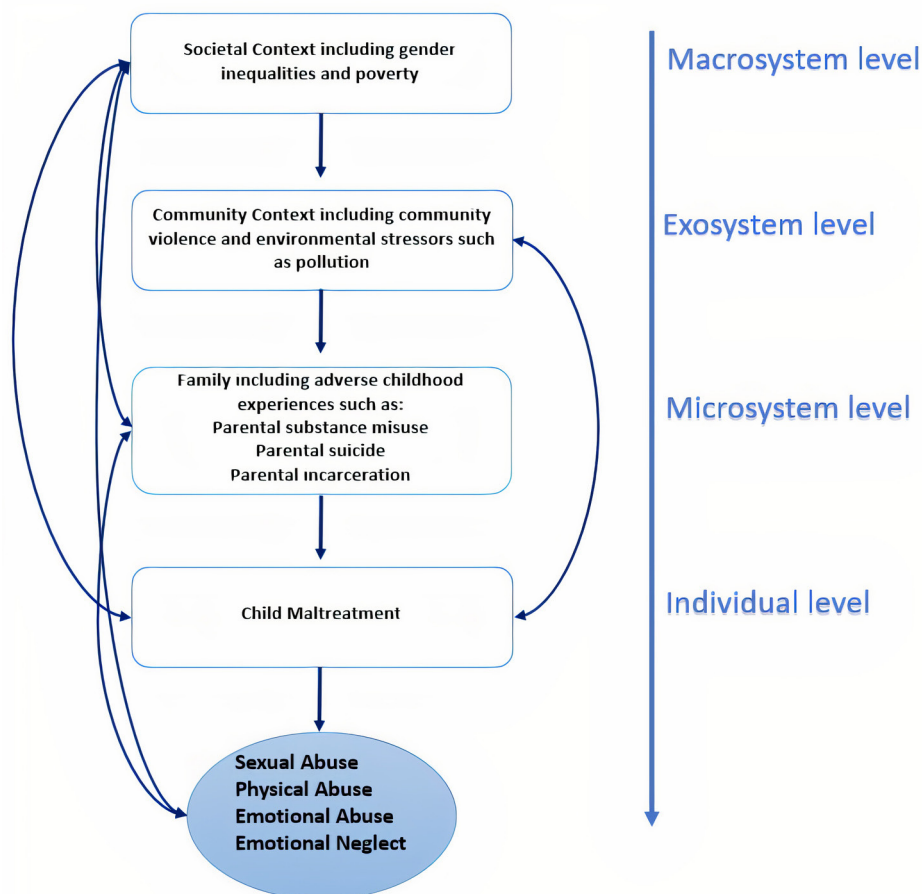 Societal Context including gender
inequalities and poverty
Macrosystem level
Community Context including community
violence and environmental stressors such
as pollution
Exosystem level
Family including adverse childhood
experiences such as:
Parental substance misuse
Parental suicide
Parental incarceration
Microsystem level
Child Maltreatment
Individual level
Sexual Abuse
Physical Abuse
Emotional Abuse
Emotional Neglect